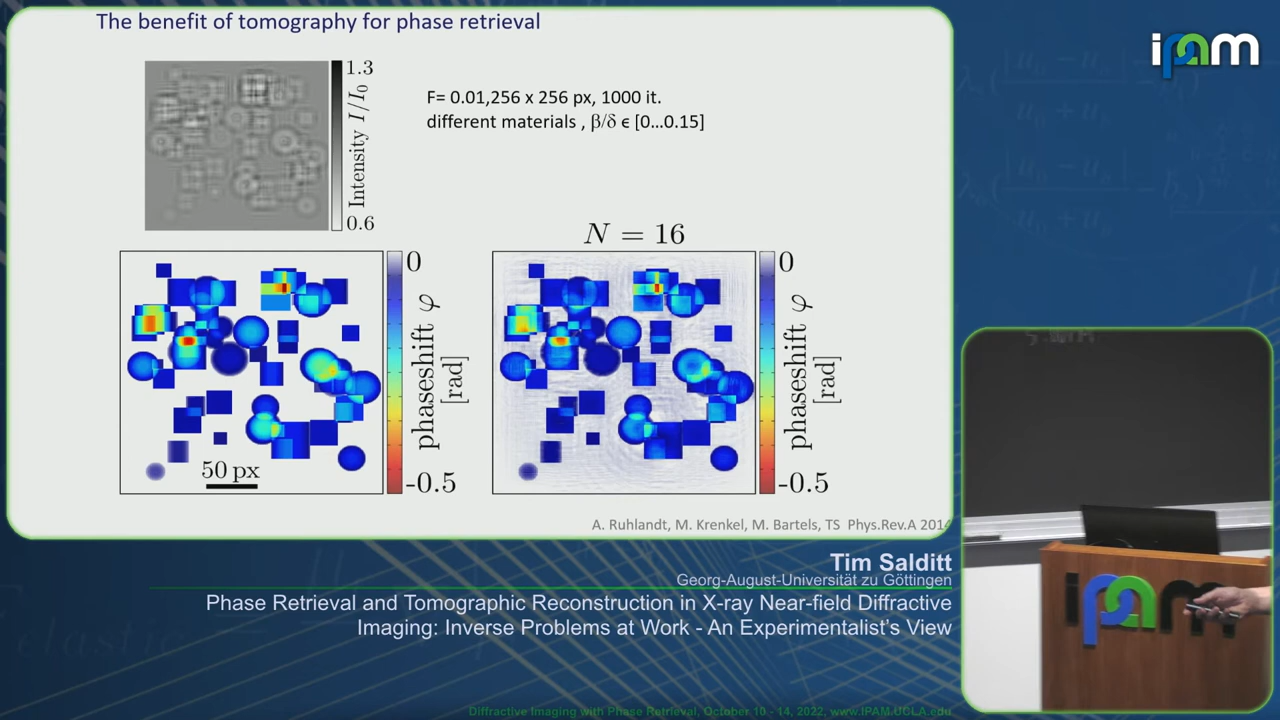 The benefit of tomography for phase retrieval
ipam
1.3
Intensity I/I₀
0.6
F= 0.01,256 x 256 px, 1000 it.
different materials , β/δ ϵ [0...0.15]
N = 16
0
phaseshift φ
[rad]
-0.5
50 px
0
phaseshift φ
[rad]
-0.5
A. Ruhlandt, M. Krenkel, M. Bartels, TS Phys.Rev.A 2014
Tim Salditt
Georg-August-Universität zu Göttingen
Phase Retrieval and Tomographic Reconstruction in X-ray Near-field Diffractive
Imaging: Inverse Problems at Work - An Experimentalist's View
ipam
Diffractive Imaging with Phase Retrieval, October 10 - 14, 2022, www.IPAM.UCLA.edu